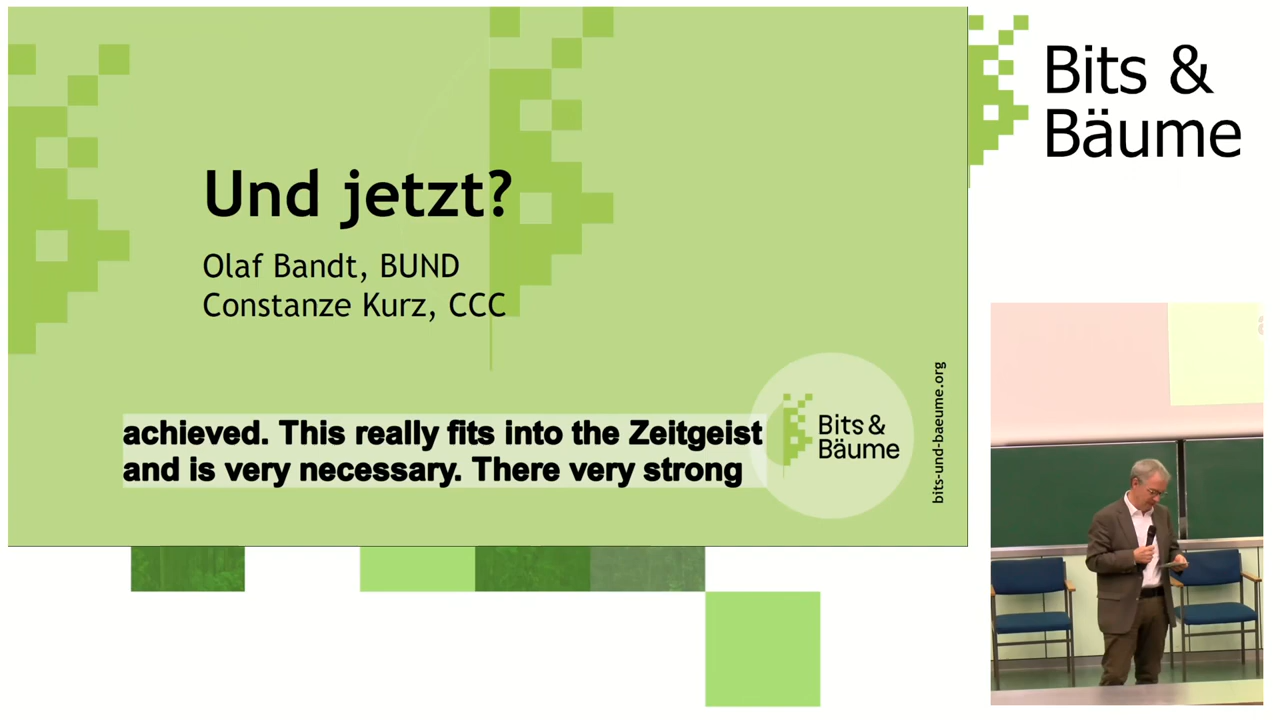 Und jetzt?
Olaf Bandt, BUND
Constanze Kurz, CCC
achieved. This really fits into the Zeitgeist
and is very necessary. There very strong
Bits &
Bäume
bits-und-baeume.org
Bits &
Bäume